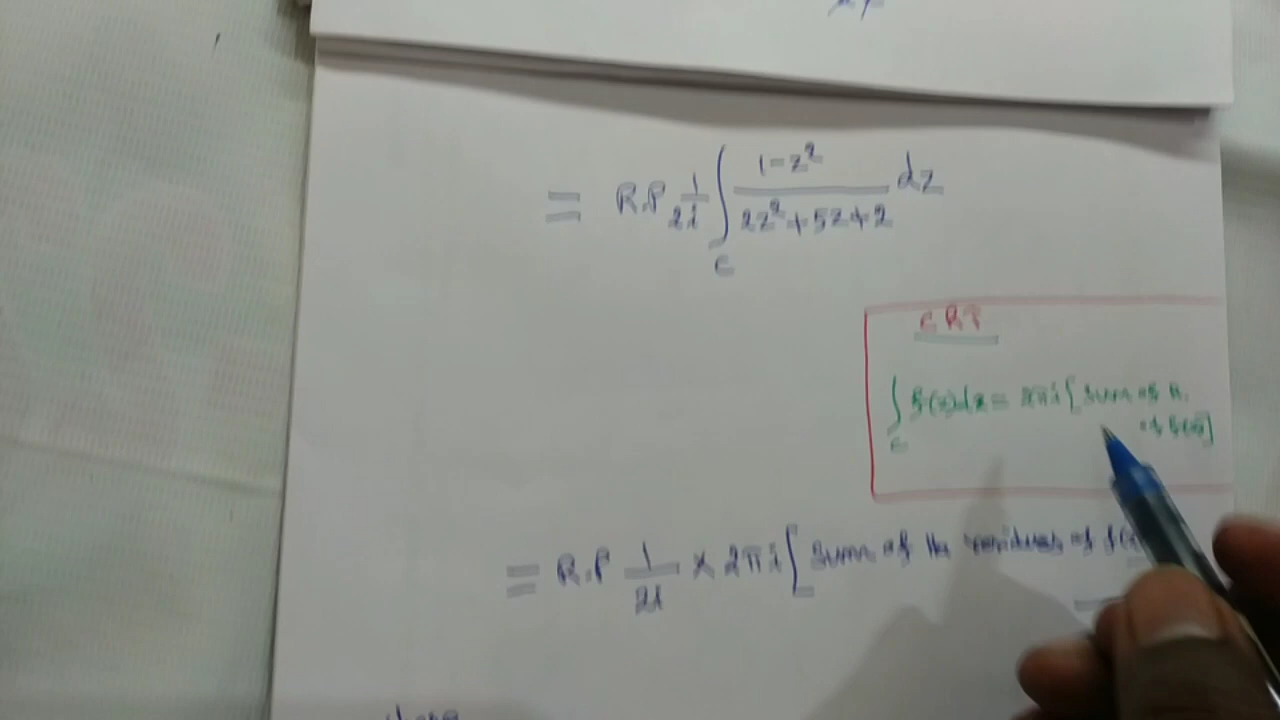 = R.P 1/2i ∫_C (1-z²)/(2z²+5z+2) dz
C R T
∫_C f(z)dz = 2πi [sum of R.
of f(z)]
= R.P 1/2i × 2πi [sum of the residues of f(z